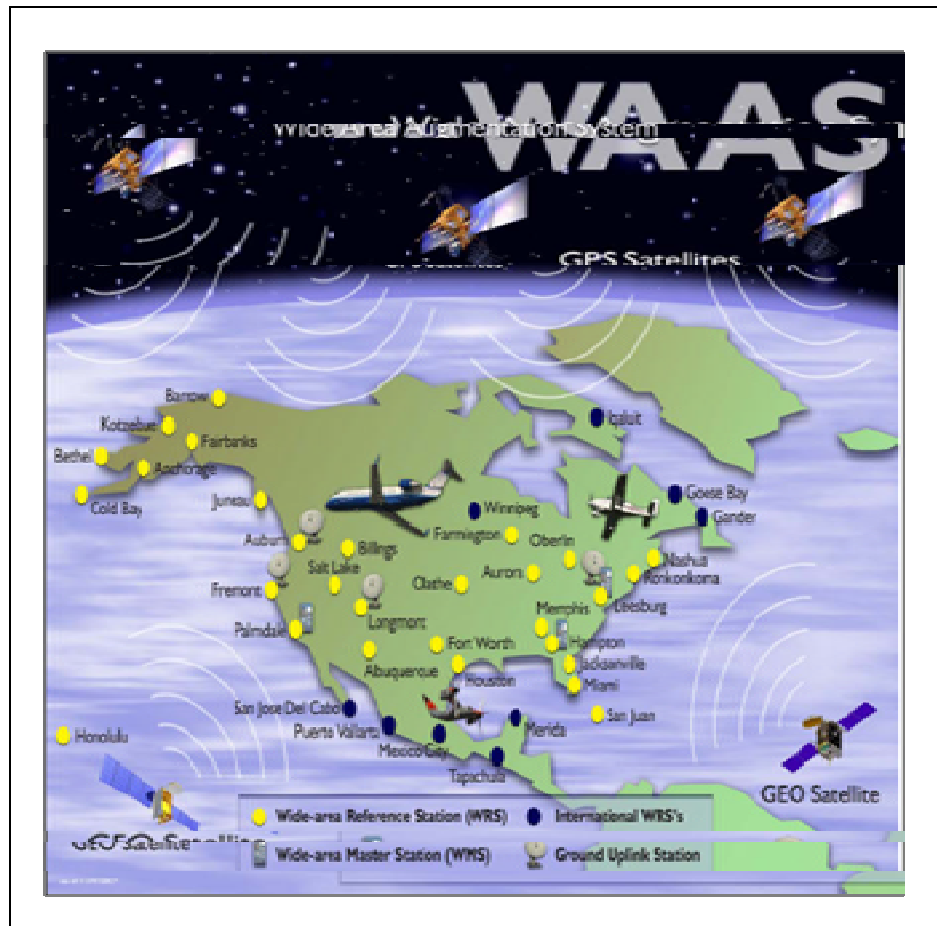 WAAS
Wide Area Augmentation System
GPS Satellites
Barrow
Kotzebue
Iqaluit
Fairbanks
Bethel
Anchorage
Goese Bay
Cold Bay
Juneau
Winnipeg
Gander
Farmington
Oberlin
Auburn
Billings
Nashua
Salt Lake
Aurora
Ronkonkoma
Fremont
Olathe
Leesburg
Memphis
Longmont
Palmdale
Fort Worth
Hampton
Albuquerque
Jacksonville
Houston
Miami
San Jose Del Cabo
San Juan
Puerto Vallarta
Merida
Honolulu
Mexico City
Tapachula
GEO Satellite
Wide-area Reference Station (WRS)
International WRS's
GEO Satellite
Wide-area Master Station (WMS)
Ground Uplink Station